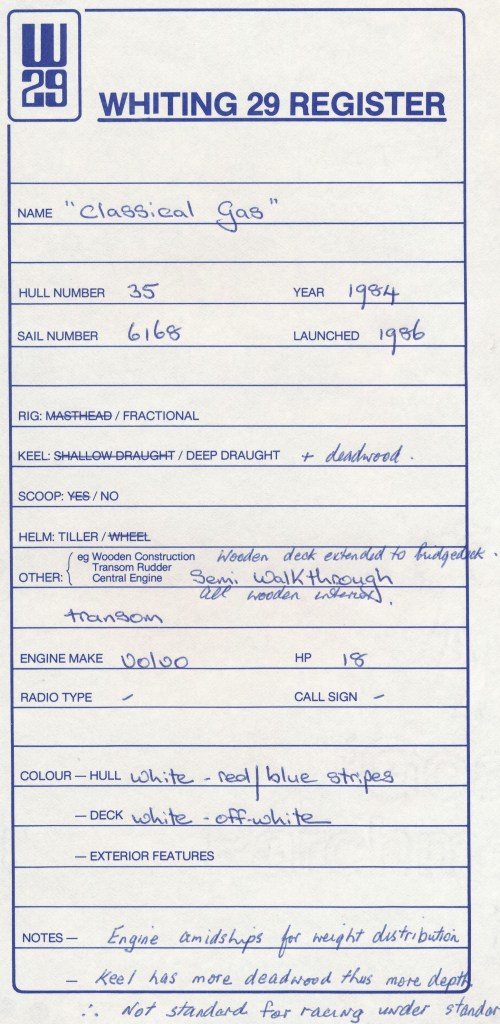 W
29
WHITING 29 REGISTER
NAME "Classical Gas"
HULL NUMBER 35 YEAR 1984
SAIL NUMBER 6168 LAUNCHED 1986
RIG: MASTHEAD / FRACTIONAL
KEEL: SHALLOW DRAUGHT / DEEP DRAUGHT + deadwood.
SCOOP: YES / NO
HELM: TILLER / WHEEL
eg Wooden Construction Wooden deck extended to bridgedeck.
Transom Rudder
OTHER: Central Engine Semi Walkthrough
all wooden interior.
transom
ENGINE MAKE Volvo HP 18
RADIO TYPE - CALL SIGN -
COLOUR — HULL white - red/blue stripes
— DECK white - off-white
— EXTERIOR FEATURES
NOTES — Engine amidships for weight distribution
— Keel has more deadwood thus more depth
∴ Not standard for racing under standar